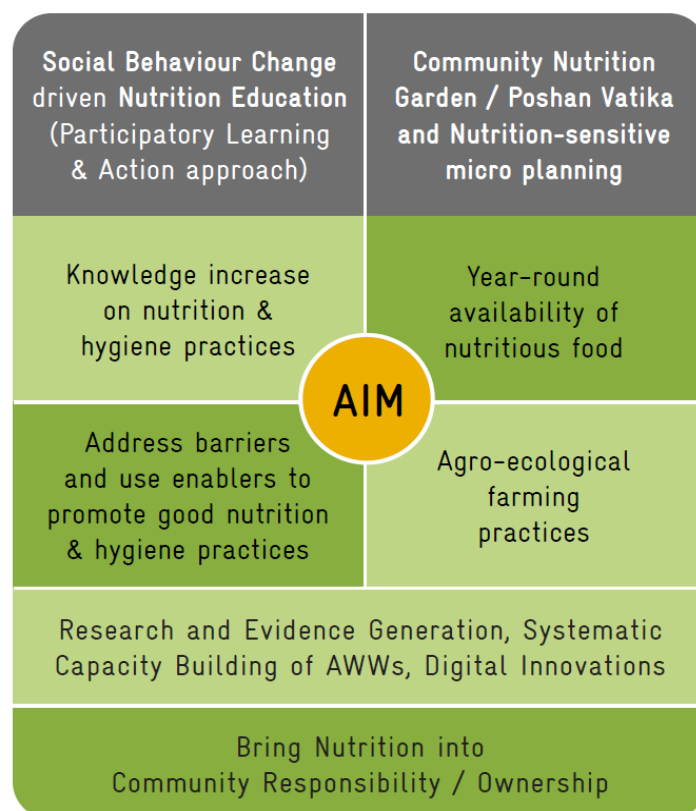 Social Behaviour Change
driven Nutrition Education
(Participatory Learning
& Action approach)
Community Nutrition
Garden / Poshan Vatika
and Nutrition-sensitive
micro planning
Knowledge increase
on nutrition &
hygiene practices
Year-round
availability of
nutritious food
AIM
Address barriers
and use enablers to
promote good nutrition
& hygiene practices
Agro-ecological
farming
practices
Research and Evidence Generation, Systematic
Capacity Building of AWWs, Digital Innovations
Bring Nutrition into
Community Responsibility / Ownership